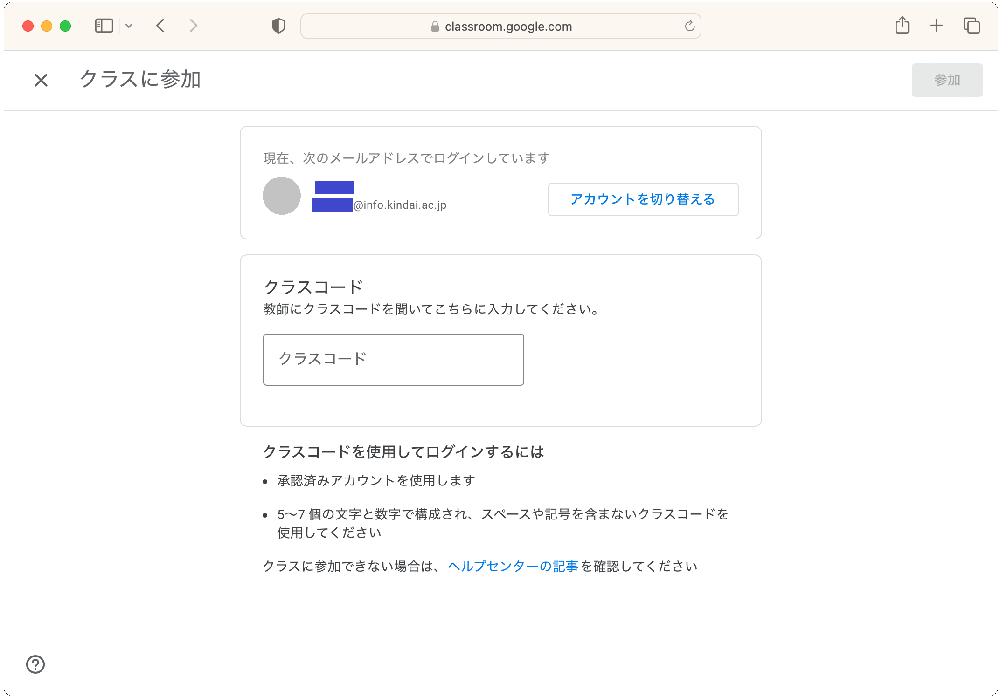 classroom.google.com
クラスに参加
参加
現在、次のメールアドレスでログインしています
@info.kindai.ac.jp
アカウントを切り替える
クラスコード
教師にクラスコードを聞いてこちらに入力してください。
クラスコード
クラスコードを使用してログインするには
• 承認済みアカウントを使用します
• 5〜7 個の文字と数字で構成され、スペースや記号を含まないクラスコードを
使用してください
クラスに参加できない場合は、ヘルプセンターの記事を確認してください